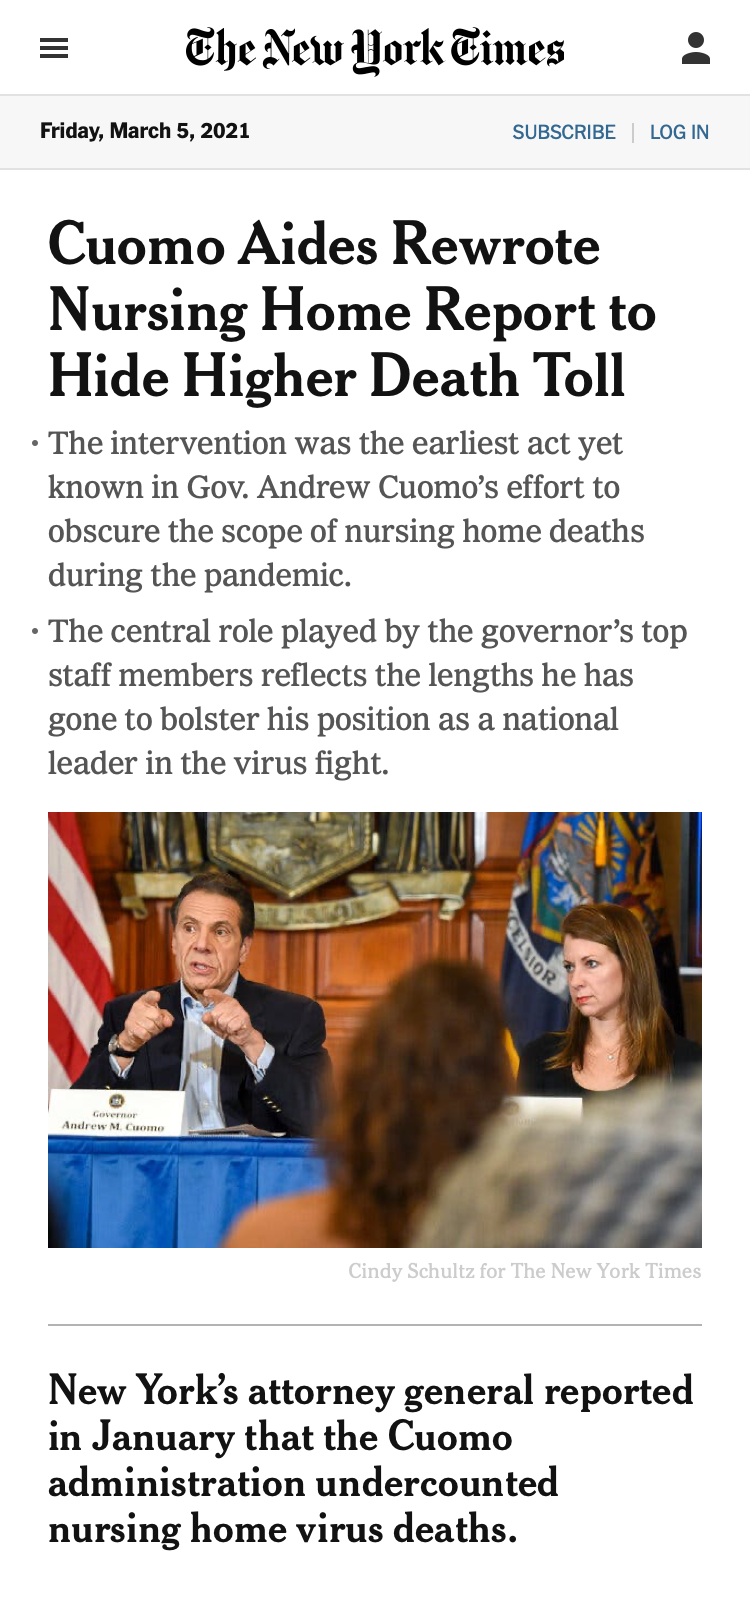 The New York Times
Friday, March 5, 2021
SUBSCRIBE | LOG IN
Cuomo Aides Rewrote
Nursing Home Report to
Hide Higher Death Toll
• The intervention was the earliest act yet
known in Gov. Andrew Cuomo’s effort to
obscure the scope of nursing home deaths
during the pandemic.
• The central role played by the governor’s top
staff members reflects the lengths he has
gone to bolster his position as a national
leader in the virus fight.
CELSIOR
Governor
Andrew M. Cuomo
Cindy Schultz for The New York Times
New York’s attorney general reported
in January that the Cuomo
administration undercounted
nursing home virus deaths.